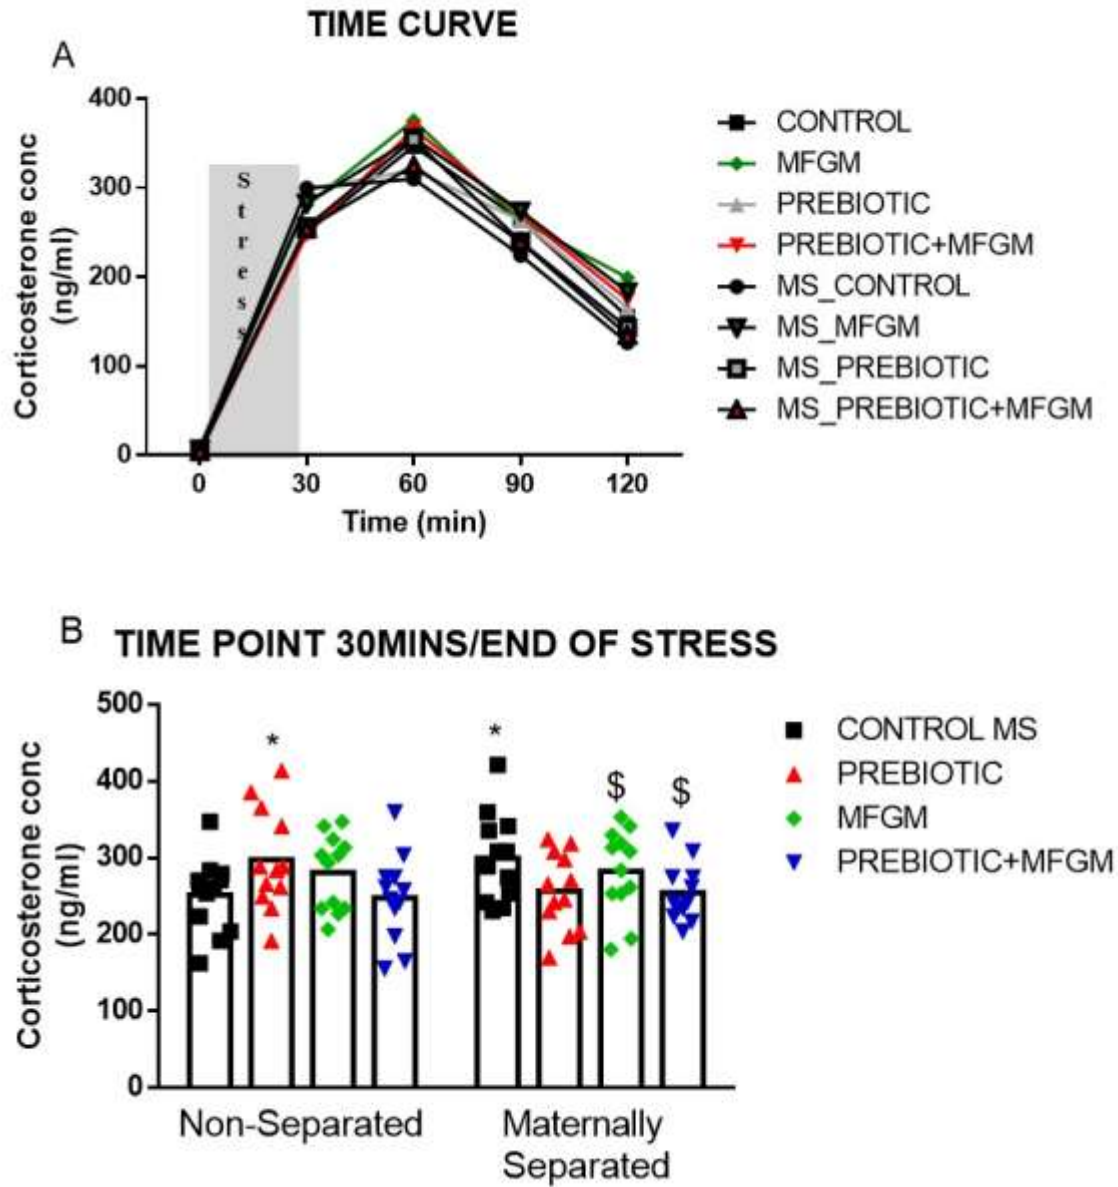 TIME CURVE
A
Corticosterone conc
(ng/ml)
400
300
200
100
0
S
t
r
e
s
s
0 30 60 90 120
Time (min)
CONTROL
MFGM
PREBIOTIC
PREBIOTIC+MFGM
MS_CONTROL
MS_MFGM
MS_PREBIOTIC
MS_PREBIOTIC+MFGM
B
TIME POINT 30MINS/END OF STRESS
Corticosterone conc
(ng/ml)
500
400
300
200
100
0
* * $ $
Non-Separated
Maternally
Separated
CONTROL MS
PREBIOTIC
MFGM
PREBIOTIC+MFGM